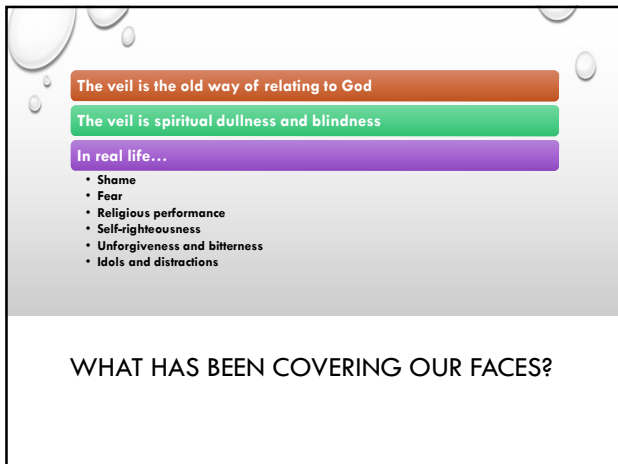 The veil is the old way of relating to God
The veil is spiritual dullness and blindness
In real life…
• Shame
• Fear
• Religious performance
• Self-righteousness
• Unforgiveness and bitterness
• Idols and distractions
WHAT HAS BEEN COVERING OUR FACES?